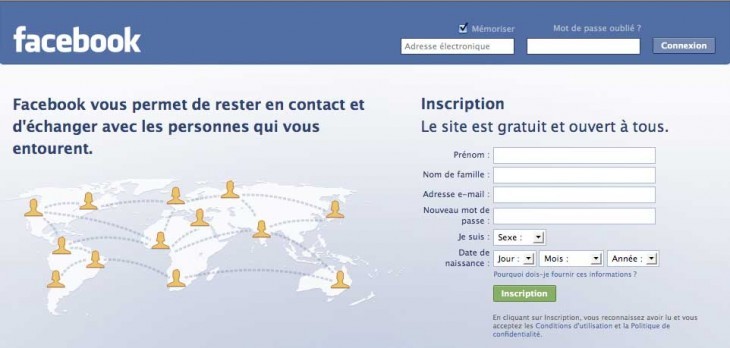 facebook
Mémoriser
Mot de passe oublié ?
Adresse électronique
Connexion
Facebook vous permet de rester en contact et
d'échanger avec les personnes qui vous
entourent.
Inscription
Le site est gratuit et ouvert à tous.
Prénom :
Nom de famille :
Adresse e-mail :
Nouveau mot de
passe :
Je suis : Sexe :
Date de
naissance : Jour : Mois : Année :
Pourquoi dois-je fournir ces informations ?
Inscription
En cliquant sur Inscription, vous reconnaissez avoir lu et vous
acceptez les Conditions d'utilisation et la Politique de
confidentialité.